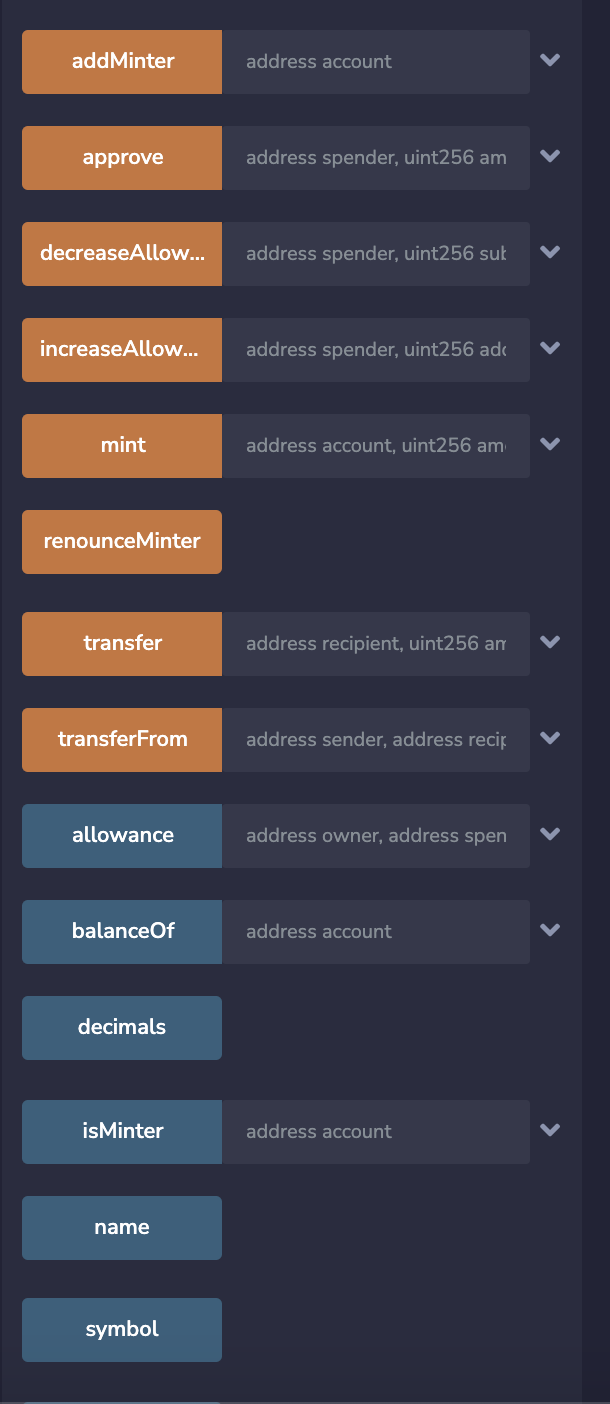 addMinter address account
approve address spender, uint256 am
decreaseAllow... address spender, uint256 sub
increaseAllow... address spender, uint256 add
mint address account, uint256 am
renounceMinter
transfer address recipient, uint256 am
transferFrom address sender, address recip
allowance address owner, address spen
balanceOf address account
decimals
isMinter address account
name
symbol